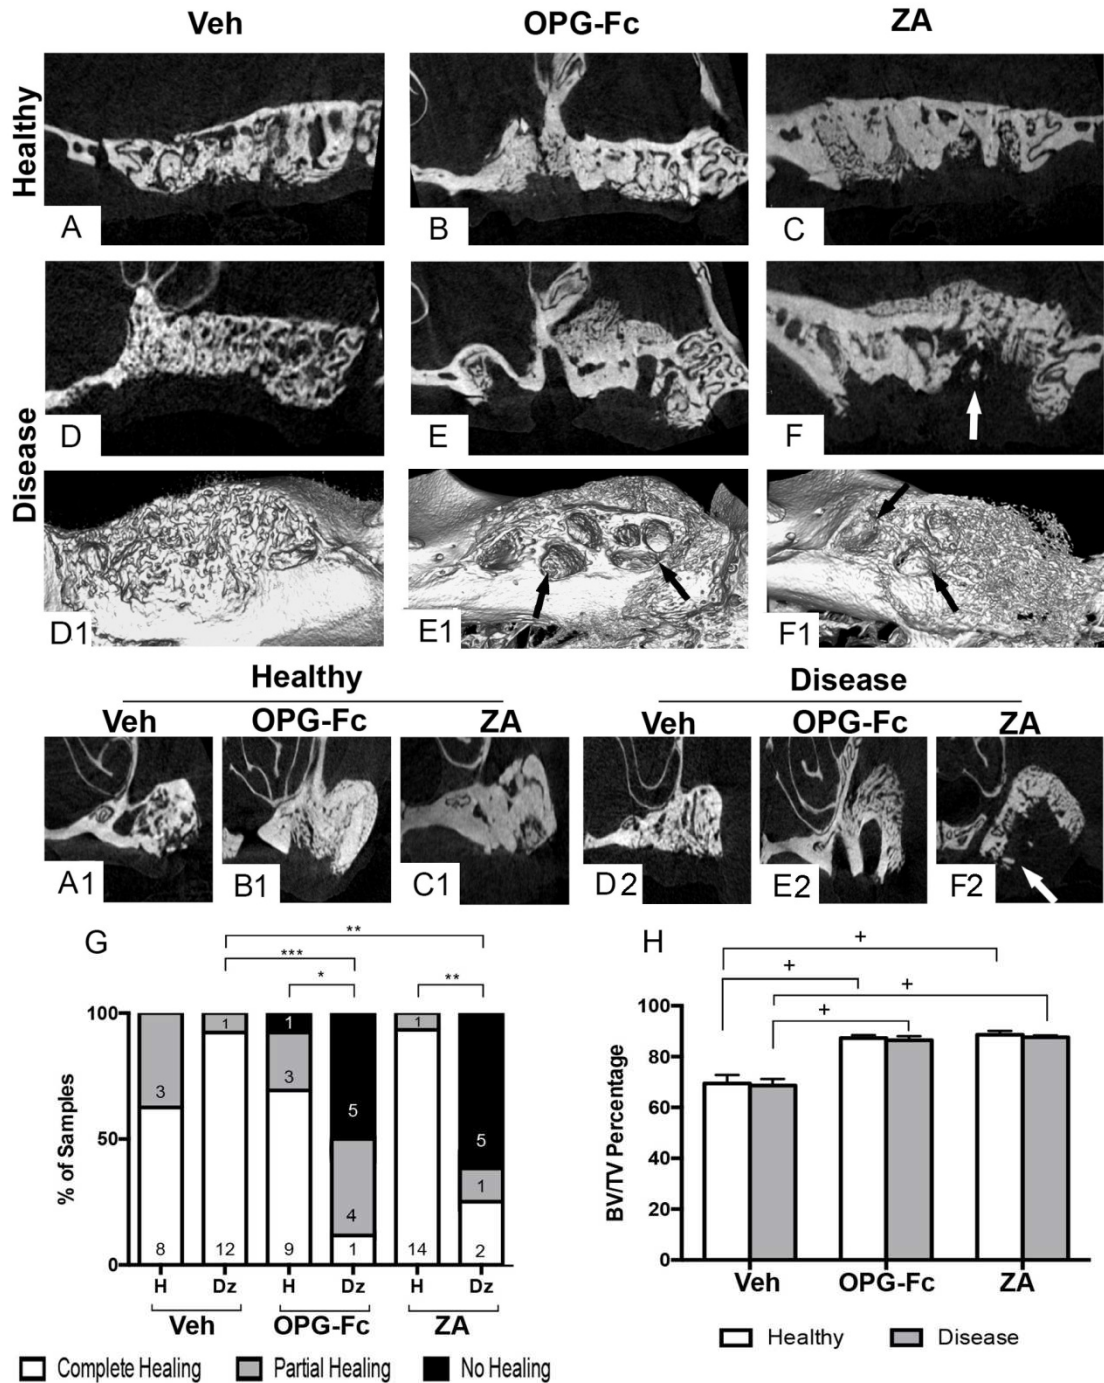 Veh OPG-Fc ZA
Healthy
A B C
Disease
D E F
D1 E1 F1
Healthy Disease
Veh OPG-Fc ZA Veh OPG-Fc ZA
A1 B1 C1 D2 E2 F2
G
**
***
* **
% of Samples
100
50
0
3 1 1 3 5 4 1 5 1
8 12 9 1 14 2
H Dz H Dz H Dz
Veh OPG-Fc ZA
Complete Healing Partial Healing No Healing
H
+
+
+
+
BV/TV Percentage
100
80
60
40
20
0
Veh OPG-Fc ZA
Healthy Disease